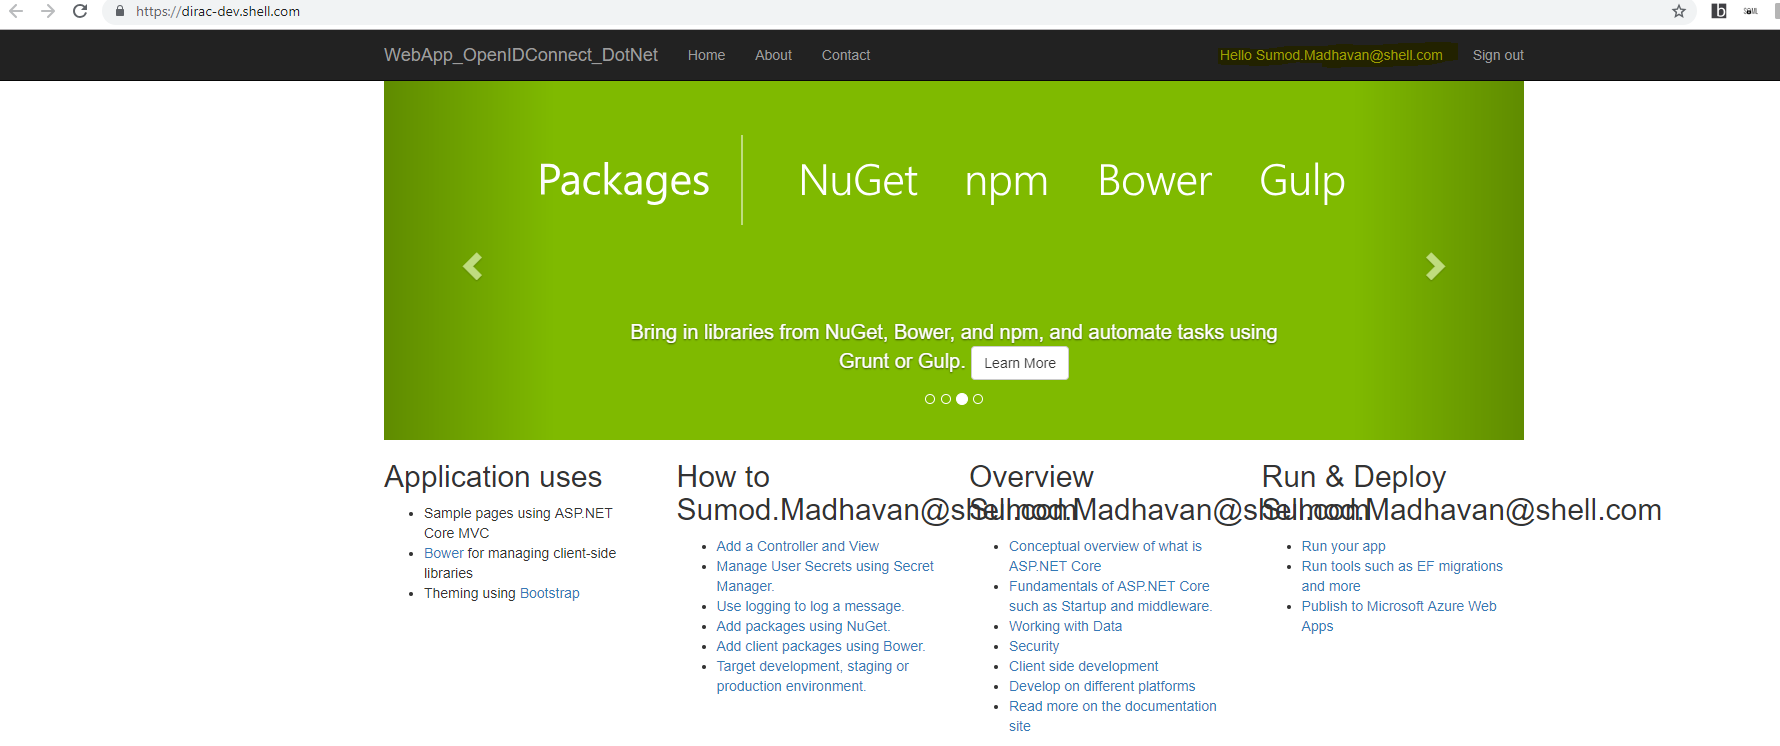 https://dirac-dev.shell.com
WebApp_OpenIDConnect_DotNet Home About Contact Hello Sumod.Madhavan@shell.com Sign out
Packages NuGet npm Bower Gulp
Bring in libraries from NuGet, Bower, and npm, and automate tasks using
Grunt or Gulp. Learn More
Application uses
Sample pages using ASP.NET
Core MVC
Bower for managing client-side
libraries
Theming using Bootstrap
How to
Sumod.Madhavan@shell.com
Add a Controller and View
Manage User Secrets using Secret
Manager.
Use logging to log a message.
Add packages using NuGet.
Add client packages using Bower.
Target development, staging or
production environment.
Overview
Sumod.Madhavan@shell.com
Conceptual overview of what is
ASP.NET Core
Fundamentals of ASP.NET Core
such as Startup and middleware.
Working with Data
Security
Client side development
Develop on different platforms
Read more on the documentation
site
Run & Deploy
Sumod.Madhavan@shell.com
Run your app
Run tools such as EF migrations
and more
Publish to Microsoft Azure Web
Apps